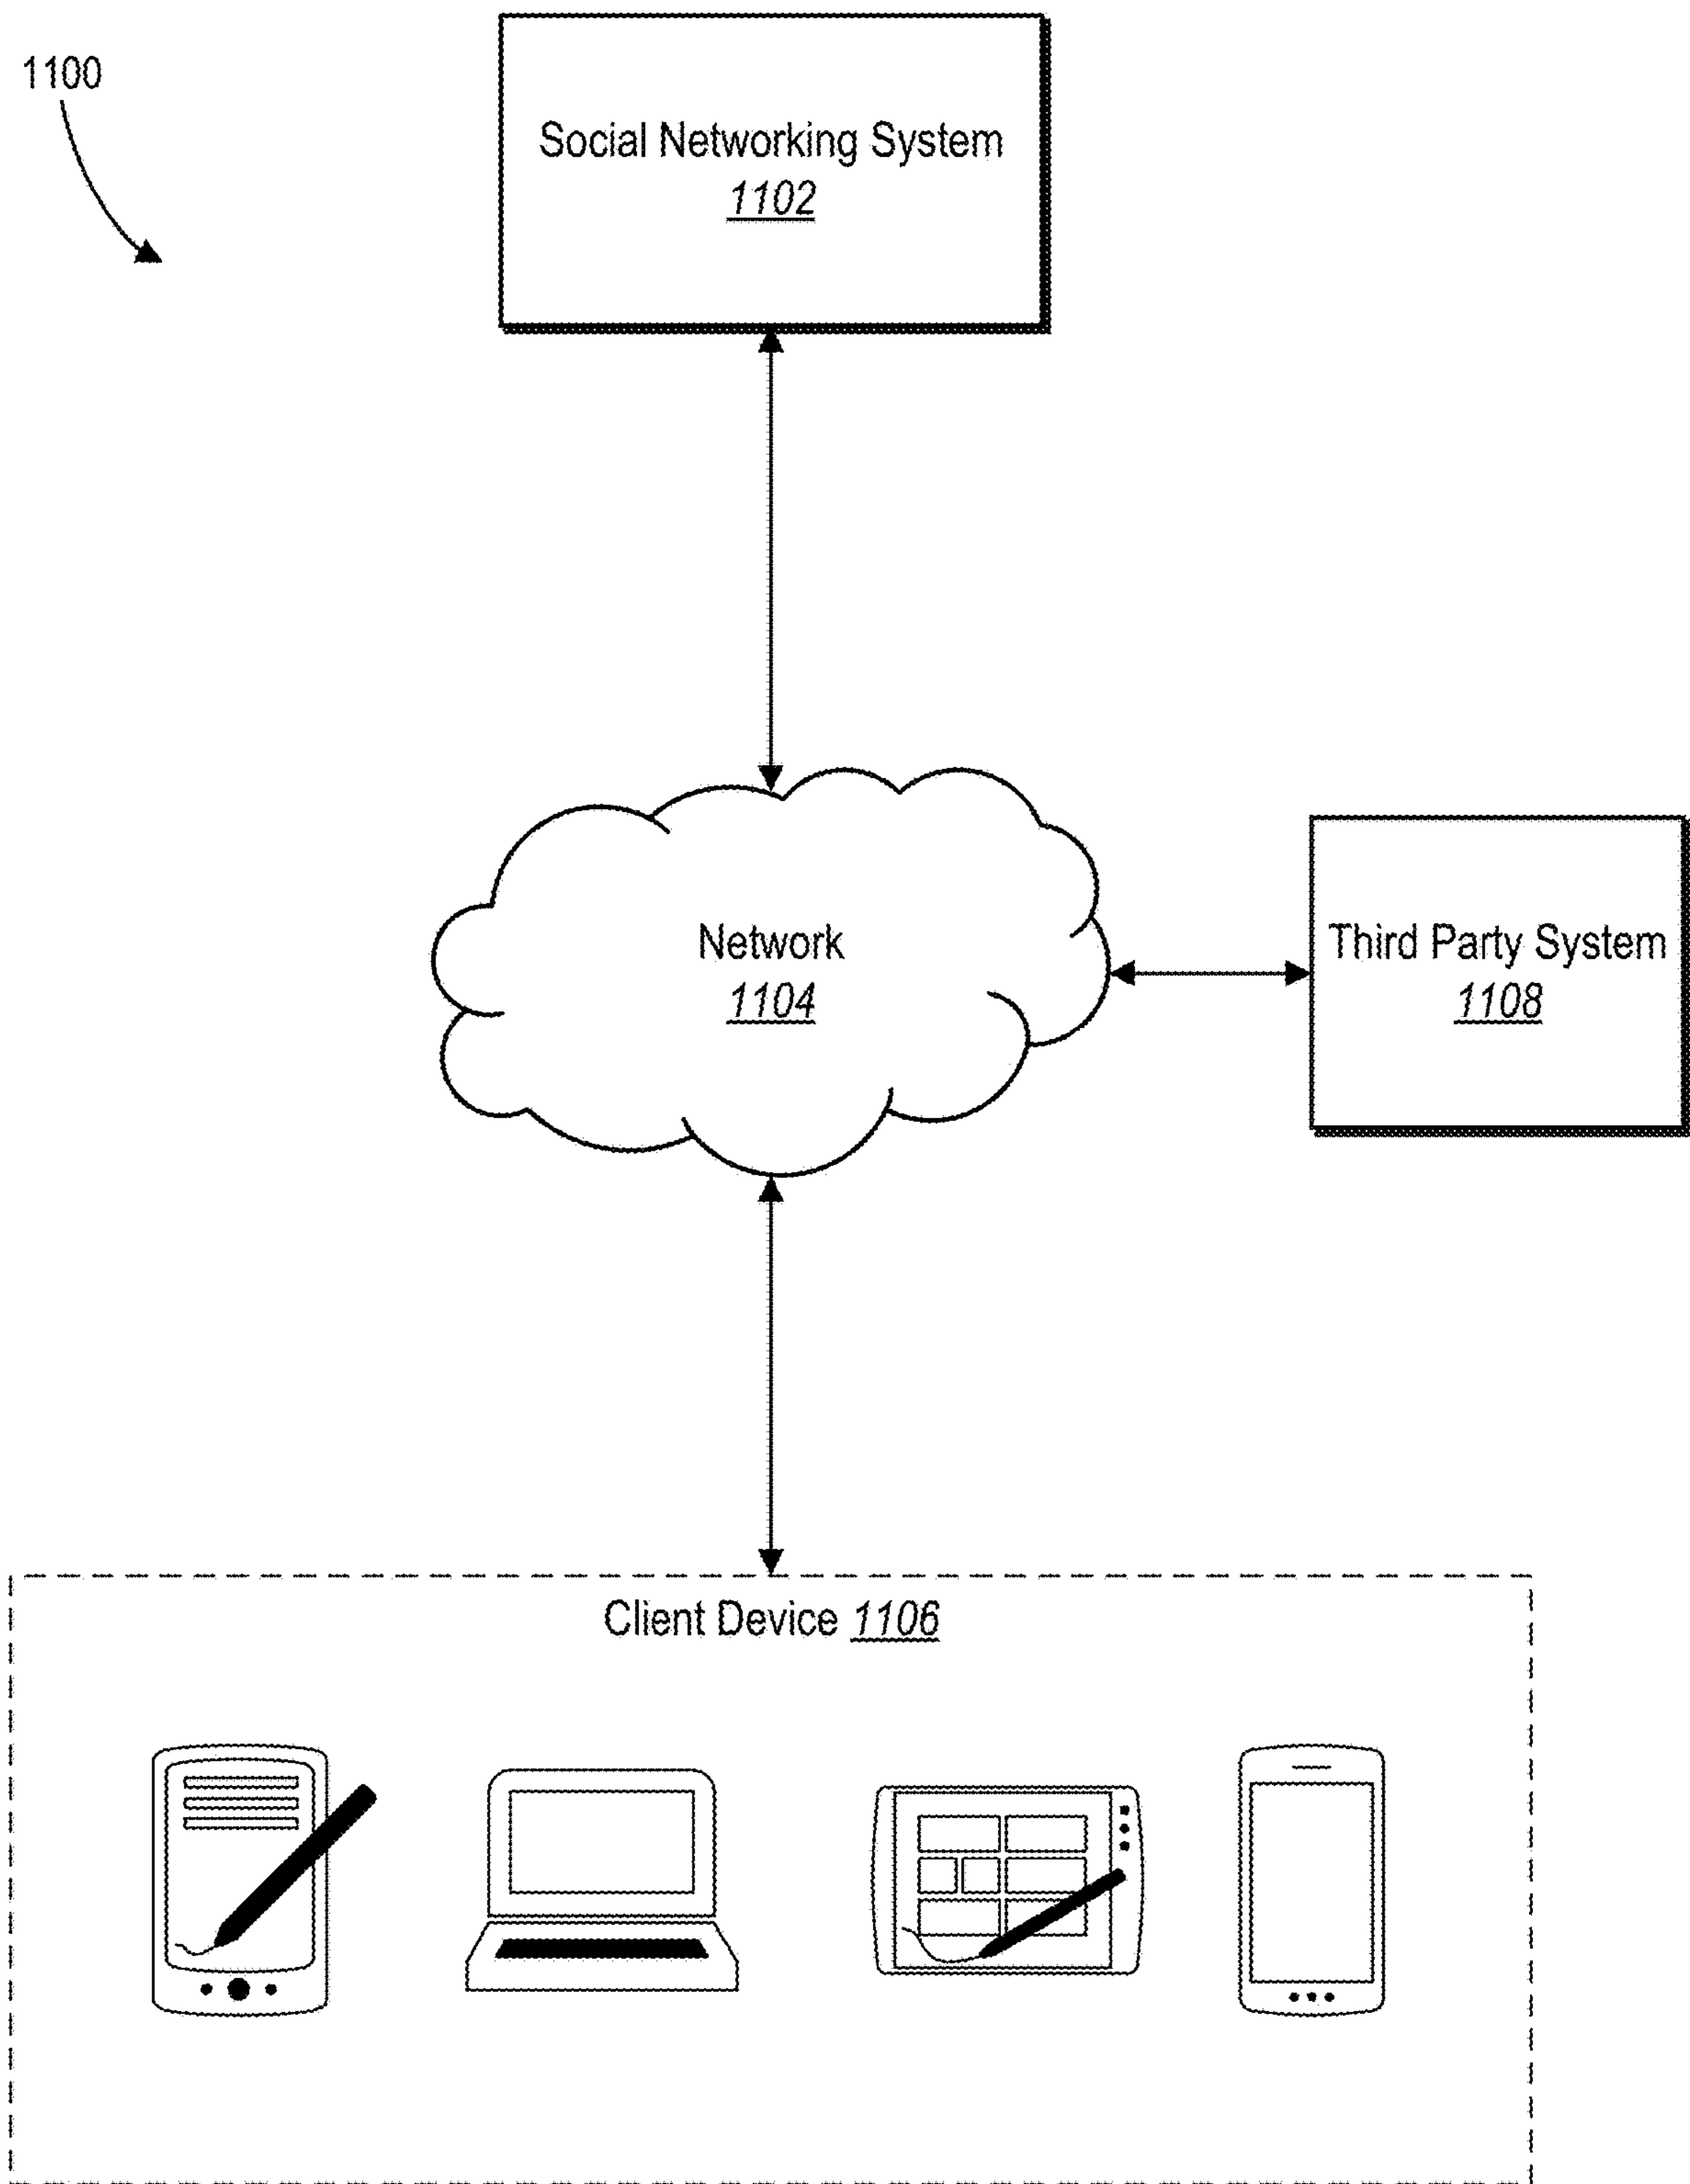 1100
Social Networking System
1102
Network
1104
Third Party System
1108
Client Device 1106